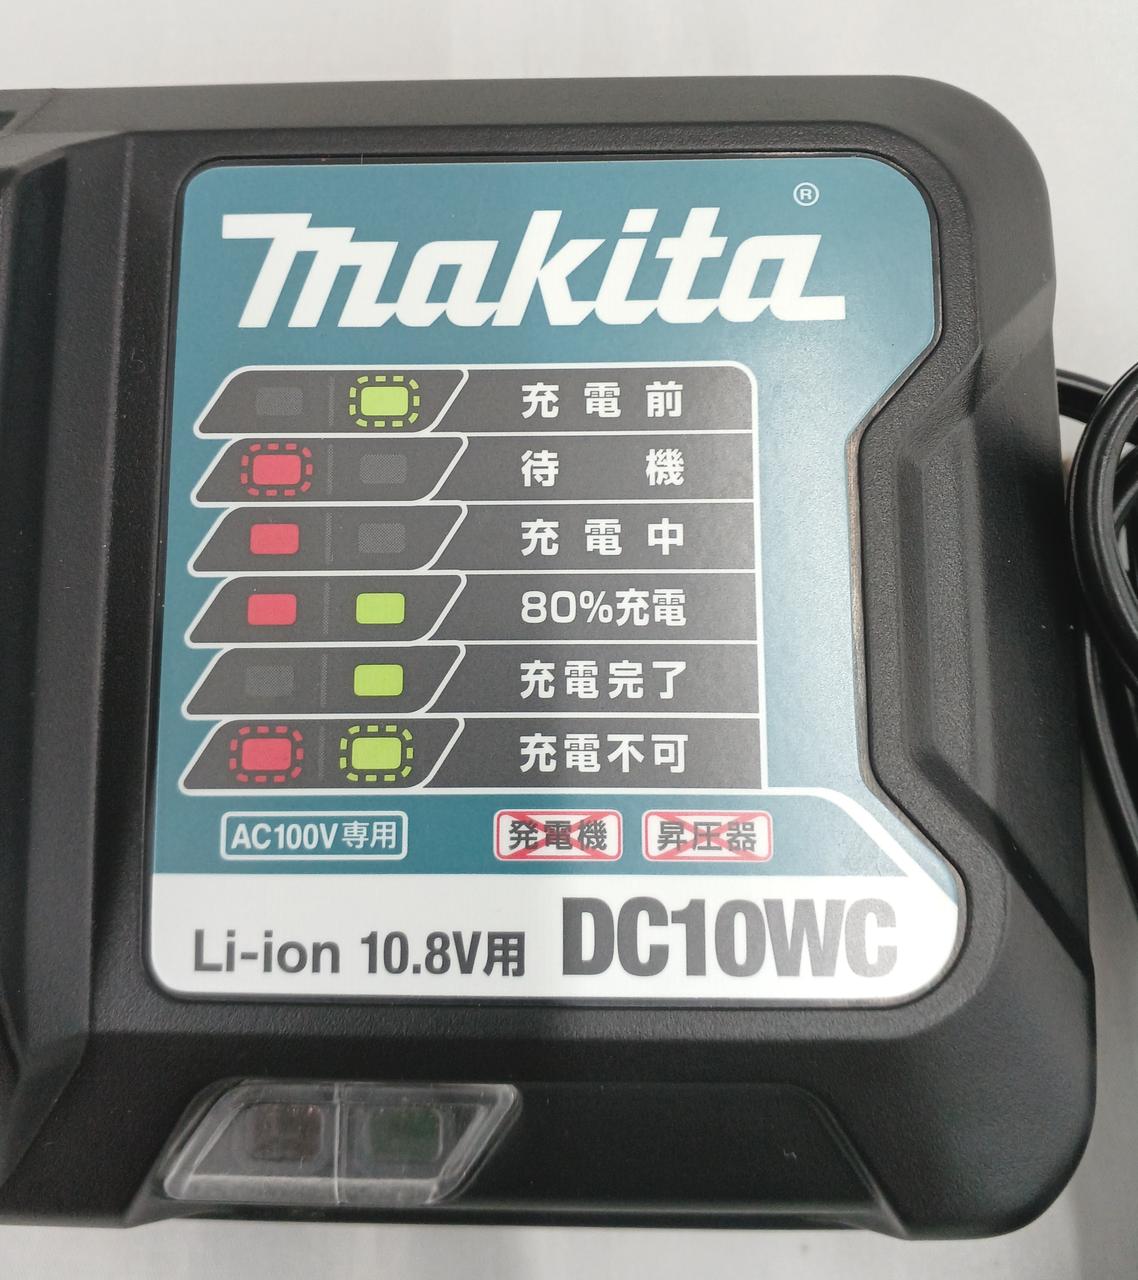 makita®
充電前
待機
充電中
80%充電
充電完了
充電不可
AC100V専用 発電機 昇圧器
Li-ion 10.8V用 DC10WC